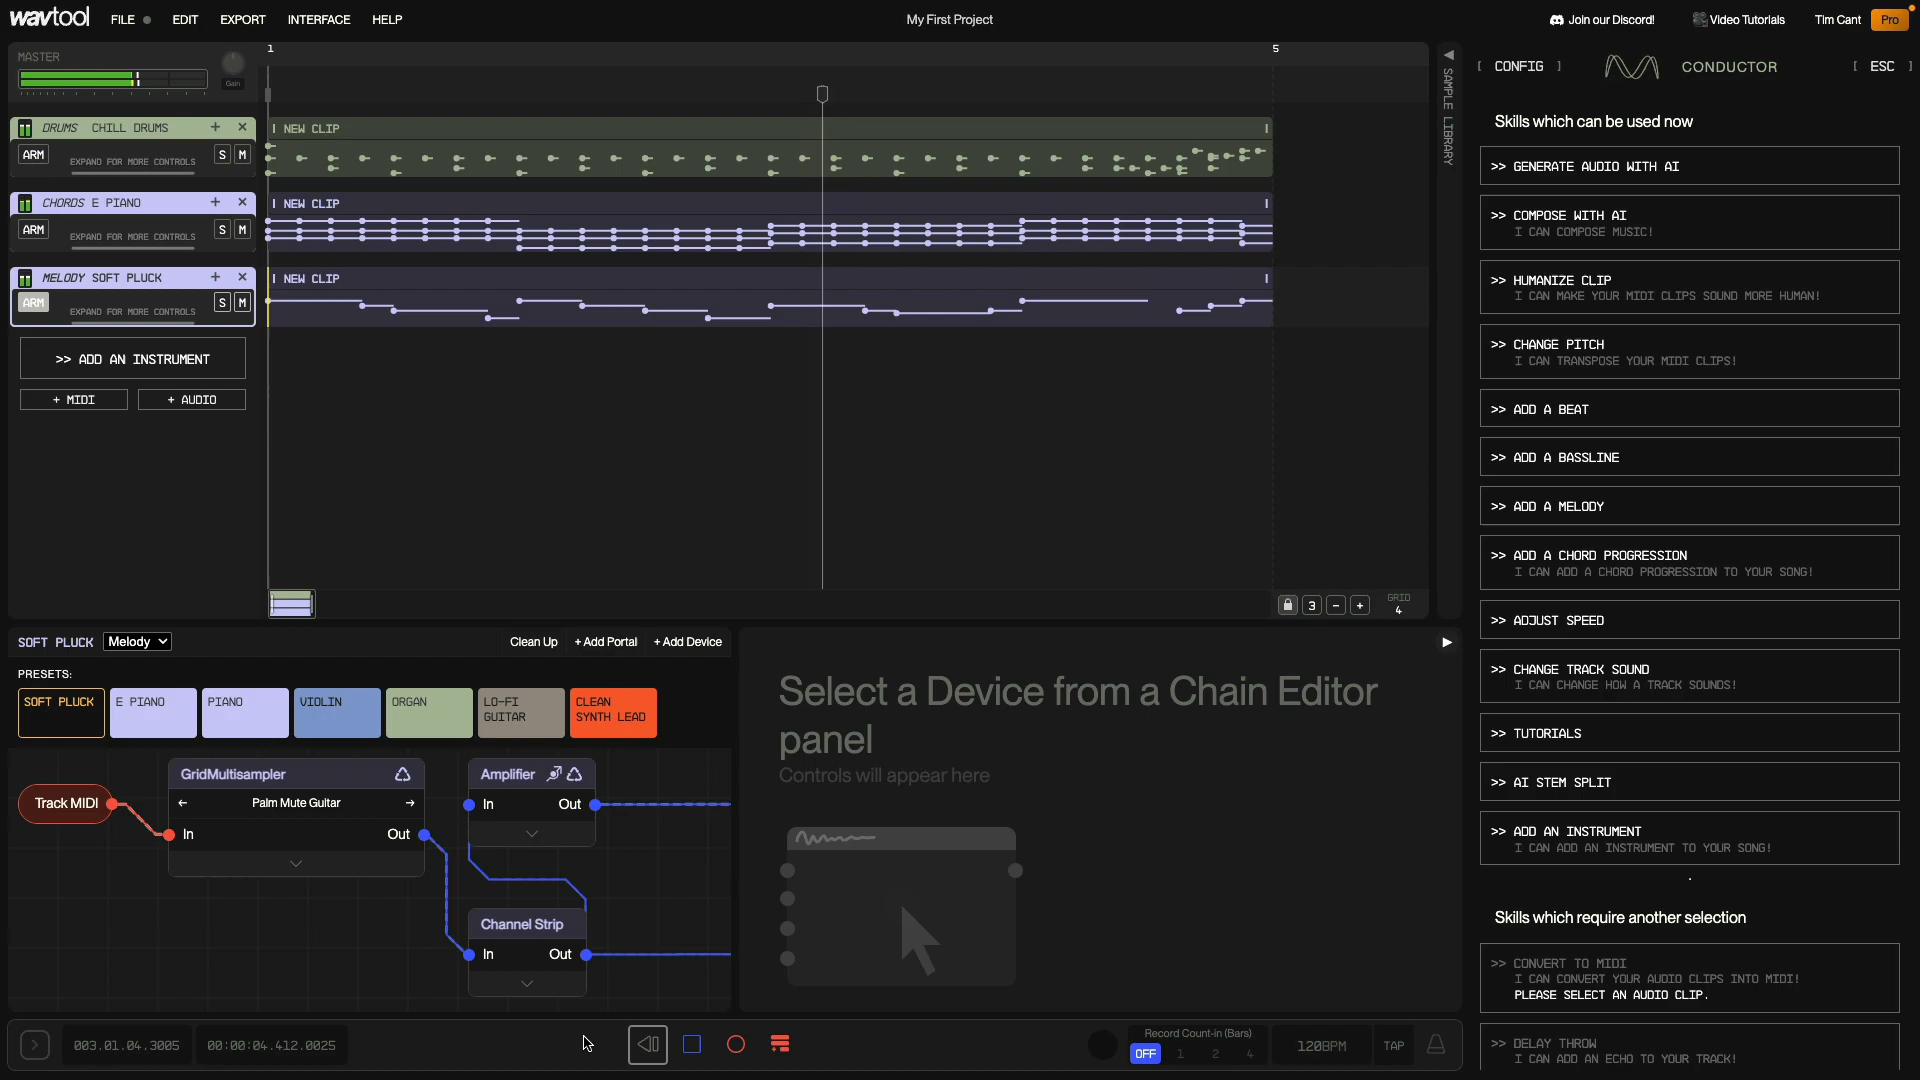 wavtool
FILE
EDIT
EXPORT
INTERFACE
HELP
My First Project
Join our Discord!
Video Tutorials
Tim Cant
Pro
MASTER
Gain
1
5
DRUMS CHILL DRUMS + ×
ARM
EXPAND FOR MORE CONTROLS
S M
NEW CLIP
CHORDS E PIANO + ×
ARM
EXPAND FOR MORE CONTROLS
S M
NEW CLIP
MELODY SOFT PLUCK + ×
ARM
EXPAND FOR MORE CONTROLS
S M
NEW CLIP
>> ADD AN INSTRUMENT
+ MIDI
+ AUDIO
3
-
+
GRID
4
SAMPLE LIBRARY
SOFT PLUCK
Melody
Clean Up
+Add Portal
+Add Device
PRESETS:
SOFT PLUCK
E PIANO
PIANO
VIOLIN
ORGAN
LO-FI
GUITAR
CLEAN
SYNTH LEAD
Track MIDI
GridMultisampler
← Palm Mute Guitar →
In
Out
Amplifier
In
Out
Channel Strip
In
Out
Select a Device from a Chain Editor
panel
Controls will appear here
003.01.04.3005
00:00:04.412.0025
Record Count-in (Bars)
OFF 1 2 4
120BPM
TAP
[ CONFIG ]
CONDUCTOR
[ ESC ]
Skills which can be used now
>> GENERATE AUDIO WITH AI
>> COMPOSE WITH AI
I CAN COMPOSE MUSIC!
>> HUMANIZE CLIP
I CAN MAKE YOUR MIDI CLIPS SOUND MORE HUMAN!
>> CHANGE PITCH
I CAN TRANSPOSE YOUR MIDI CLIPS!
>> ADD A BEAT
>> ADD A BASSLINE
>> ADD A MELODY
>> ADD A CHORD PROGRESSION
I CAN ADD A CHORD PROGRESSION TO YOUR SONG!
>> ADJUST SPEED
>> CHANGE TRACK SOUND
I CAN CHANGE HOW A TRACK SOUNDS!
>> TUTORIALS
>> AI STEM SPLIT
>> ADD AN INSTRUMENT
I CAN ADD AN INSTRUMENT TO YOUR SONG!
.
Skills which require another selection
>> CONVERT TO MIDI
I CAN CONVERT YOUR AUDIO CLIPS INTO MIDI!
PLEASE SELECT AN AUDIO CLIP.
>> DELAY THROW
I CAN ADD AN ECHO TO YOUR TRACK!